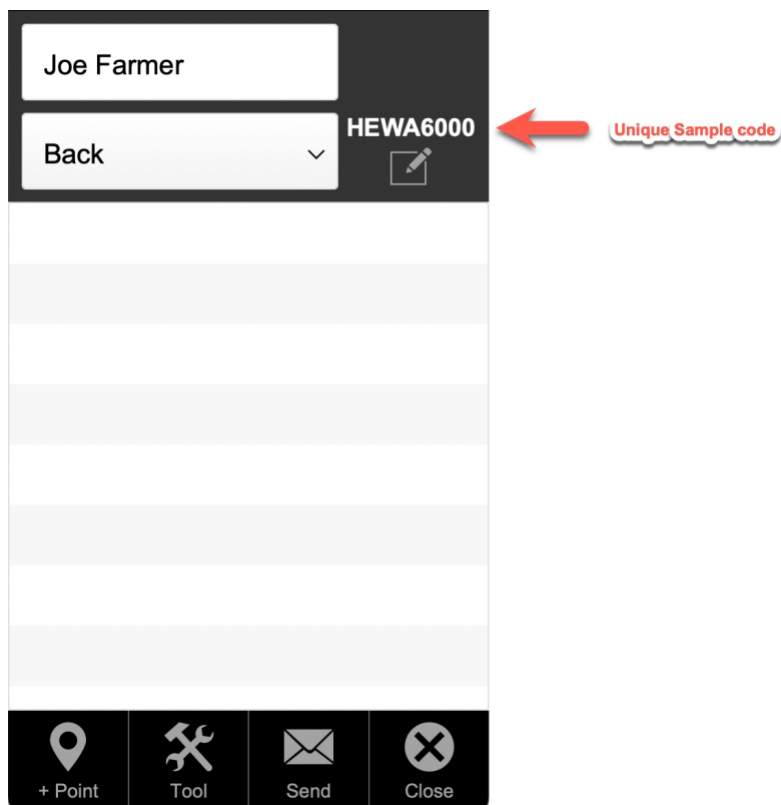 Joe Farmer
HEWA6000
Unique Sample code
Back
+ Point
Tool
Send
Close